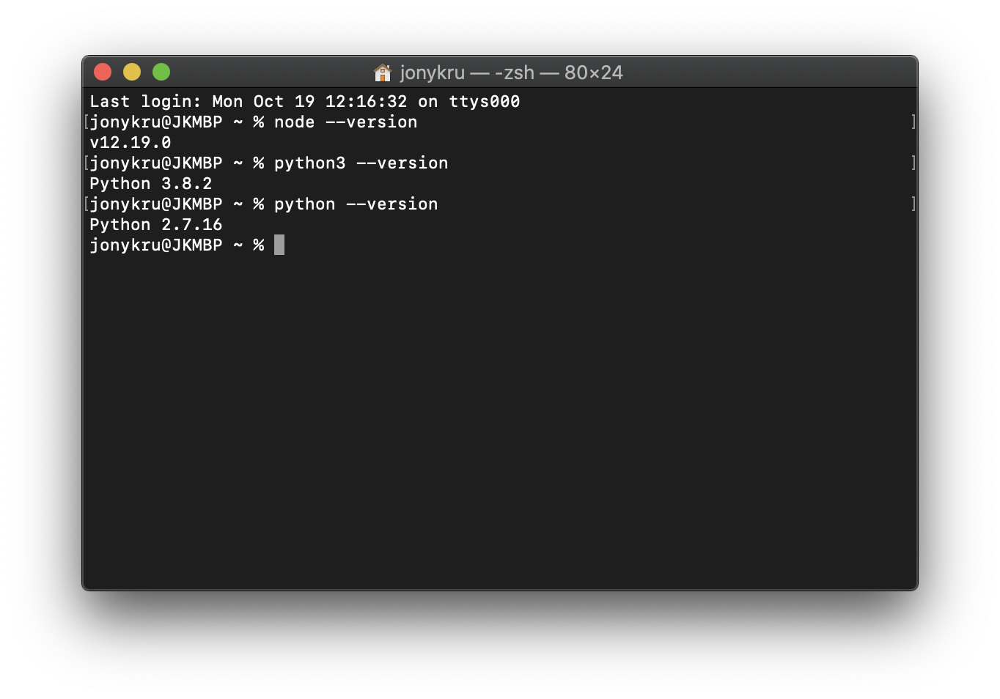 jonykru — -zsh — 80×24
Last login: Mon Oct 19 12:16:32 on ttys000
[jonykru@JKMBP ~ % node --version ]
v12.19.0
[jonykru@JKMBP ~ % python3 --version ]
Python 3.8.2
[jonykru@JKMBP ~ % python --version ]
Python 2.7.16
jonykru@JKMBP ~ %